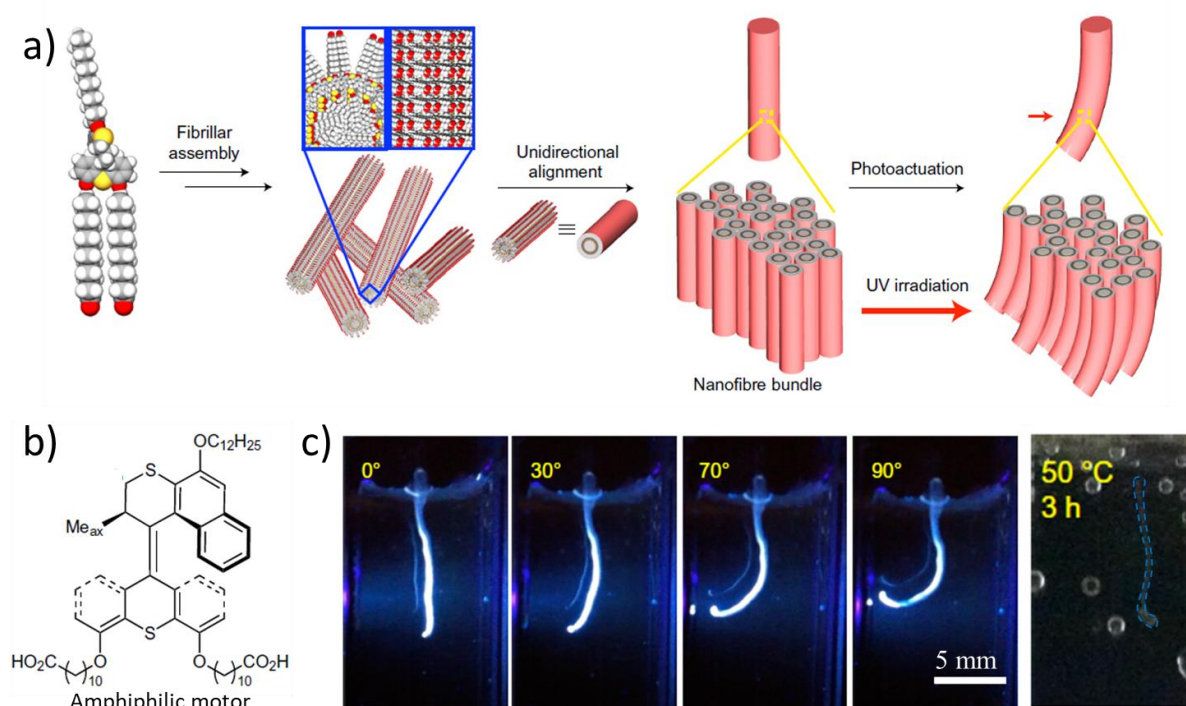 a)
Fibrillar
assembly
Unidirectional
alignment
≡
Photoactuation
UV irradiation
Nanofibre bundle
b)
OC₁₂H₂₅
S
Meₐₓ
S
HO₂C
O
O
CO₂H
10
10
Amphiphilic motor
c)
0°
30°
70°
90°
5 mm
50 °C
3 h